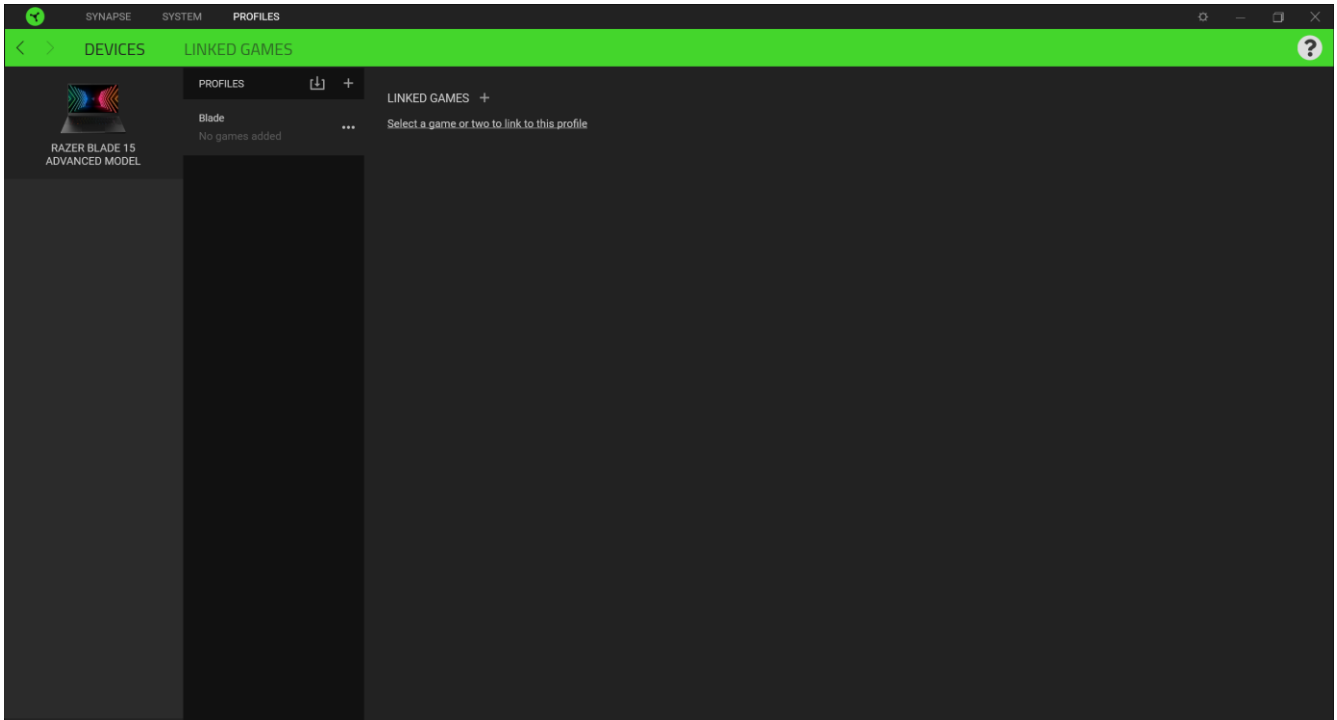 SYNAPSE SYSTEM PROFILES
DEVICES LINKED GAMES
?
RAZER BLADE 15
ADVANCED MODEL
PROFILES
Blade
No games added
LINKED GAMES +
Select a game or two to link to this profile